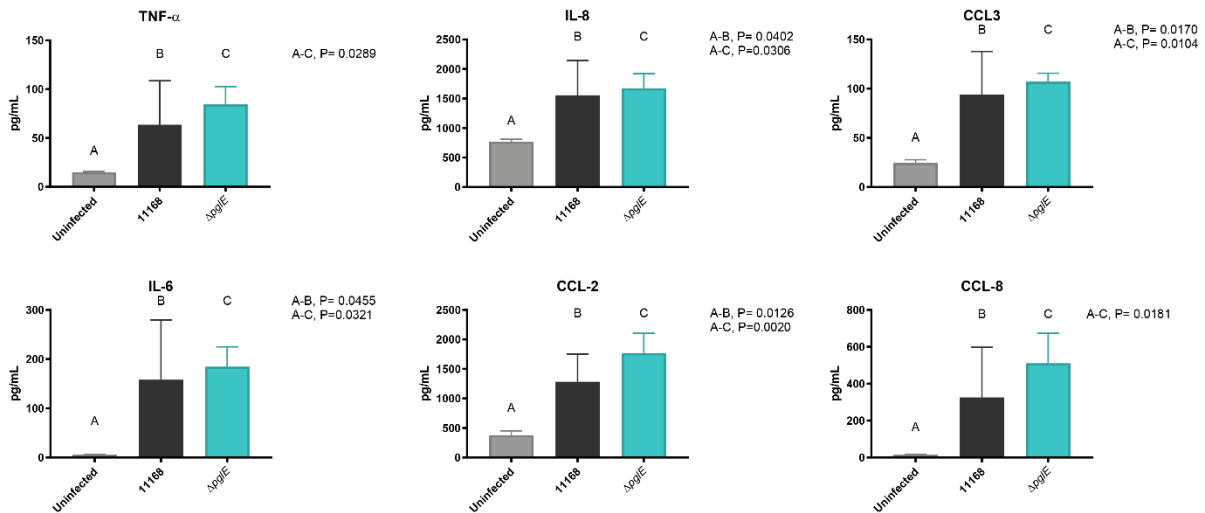 TNF-α
150
100
50
0
pg/mL
A
B
C
A-C, P= 0.0289
Uninfected
11168
ΔpglE
IL-8
2500
2000
1500
1000
500
0
pg/mL
A
B
C
A-B, P= 0.0402
A-C, P= 0.0306
Uninfected
11168
ΔpglE
CCL3
150
100
50
0
pg/mL
A
B
C
A-B, P= 0.0170
A-C, P= 0.0104
Uninfected
11168
ΔpglE
IL-6
300
200
100
0
pg/mL
A
B
C
A-B, P= 0.0455
A-C, P=0.0321
Uninfected
11168
ΔpglE
CCL-2
2500
2000
1500
1000
500
0
pg/mL
A
B
C
A-B, P= 0.0126
A-C, P=0.0020
Uninfected
11168
ΔpglE
CCL-8
800
600
400
200
0
pg/mL
A
B
C
A-C, P= 0.0181
Uninfected
11168
ΔpglE